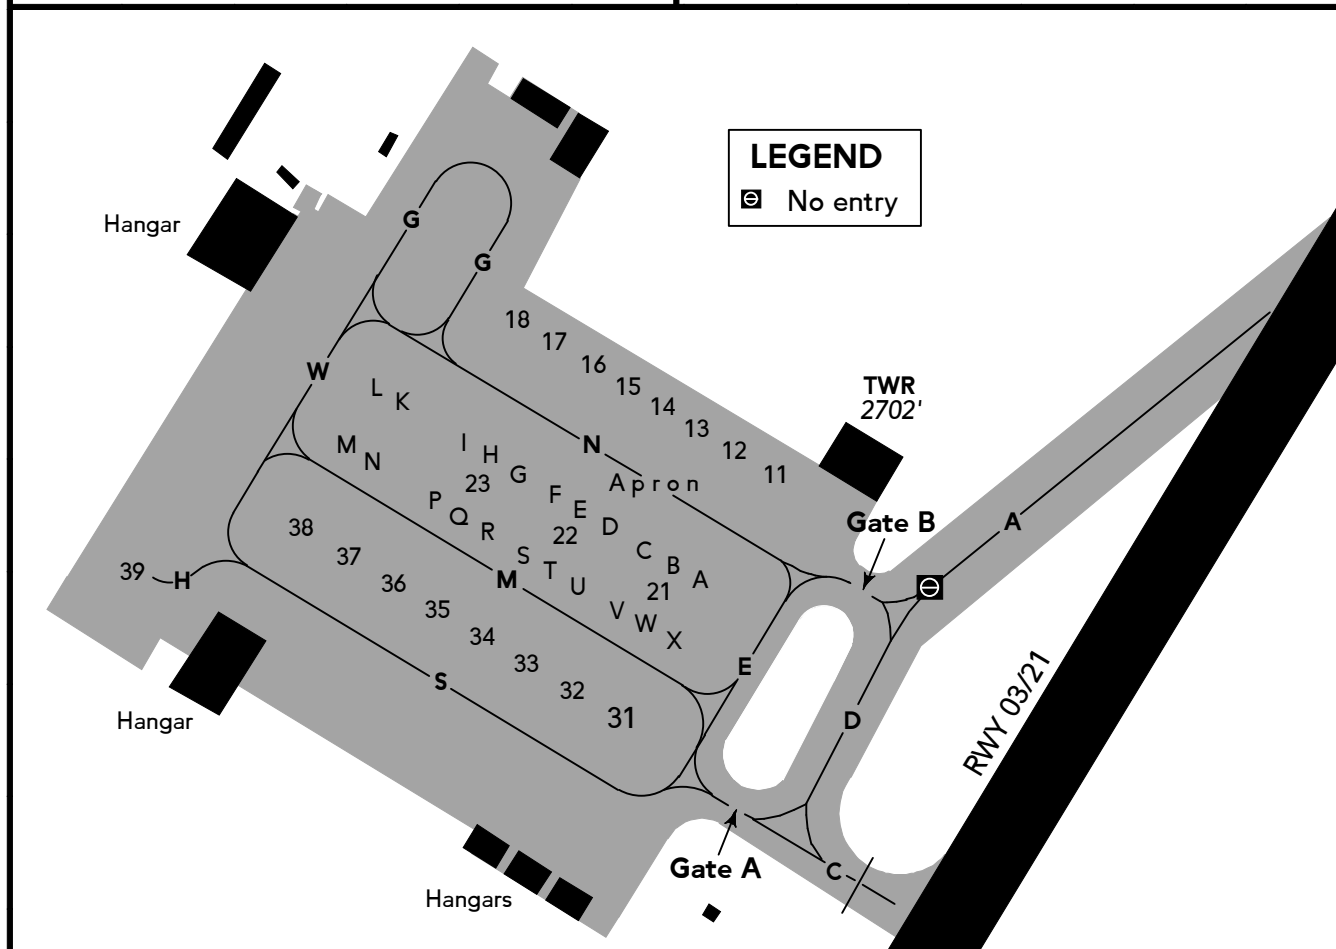 LEGEND
No entry
Hangar
G
G
18
17
16
15
14
13
12
11
TWR
2702'
W
L
K
M
N
I
H
G
23
N
Apron
F
E
D
22
P
Q
R
S
T
U
C
B
A
21
V
W
X
Gate B
A
M
38
37
36
35
34
33
32
31
39
H
S
E
D
RWY 03/21
Hangar
Gate A
C
Hangars